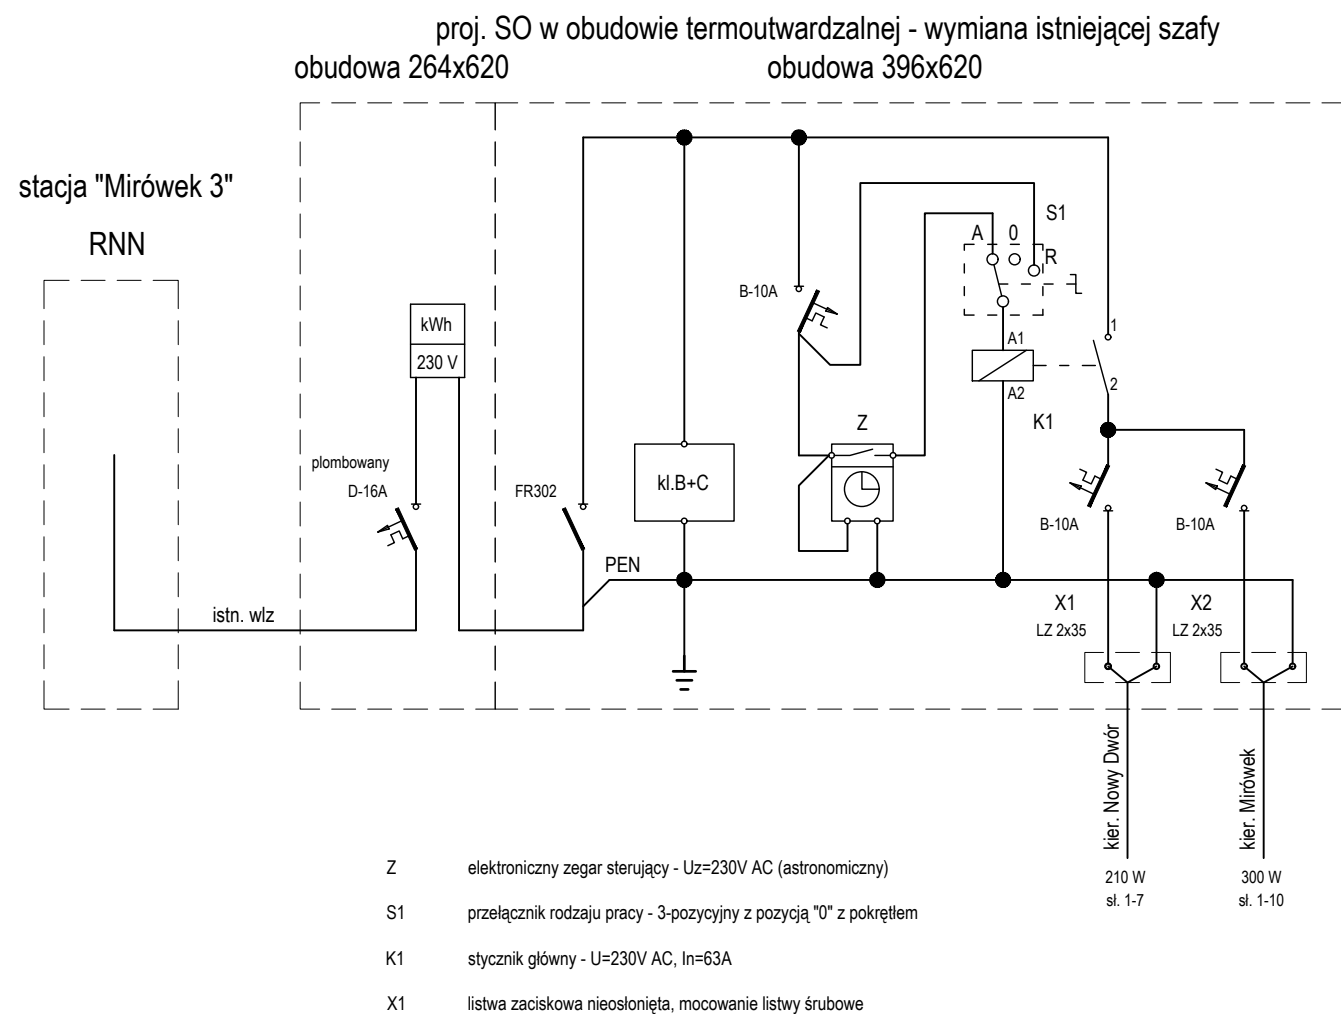 proj. SO w obudowie termoutwardzalnej - wymiana istniejącej szafy
obudowa 264x620
obudowa 396x620
stacja "Mirówek 3"
RNN
kWh
230 V
plombowany
D-16A
istn. wlz
FR302
PEN
kl.B+C
B-10A
Z
S1
A
0
R
A1
A2
K1
1
2
B-10A
B-10A
X1
LZ 2x35
X2
LZ 2x35
kier. Nowy Dwór
kier. Mirówek
210 W
sł. 1-7
300 W
sł. 1-10
Z elektroniczny zegar sterujący - Uz=230V AC (astronomiczny)
S1 przełącznik rodzaju pracy - 3-pozycyjny z pozycją "0" z pokrętłem
K1 stycznik główny - U=230V AC, In=63A
X1 listwa zaciskowa nieosłonięta, mocowanie listwy śrubowe